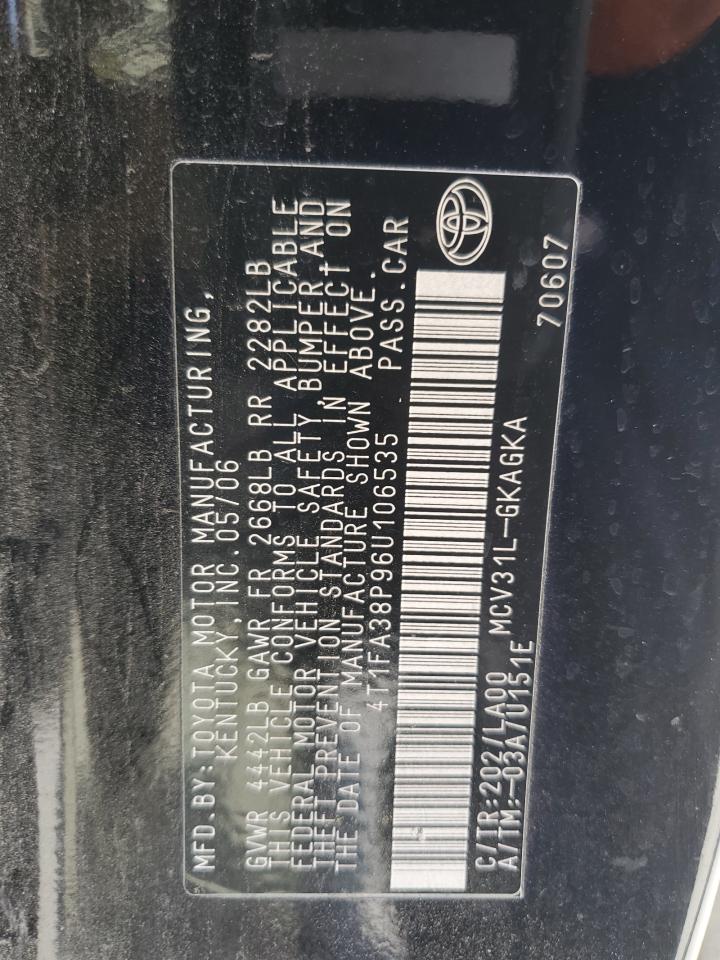 MFD.BY:TOYOTA MOTOR MANUFACTURING,
KENTUCKY,INC.05/06
GVWR 4442LB GAWR FR 2668LB RR 2282LB
THIS VEHICLE CONFORMS TO ALL APPLICABLE
FEDERAL MOTOR VEHICLE SAFETY,BUMPER,AND
THEFT PREVENTION STANDARDS IN EFFECT ON
THE DATE OF MANUFACTURE SHOWN ABOVE.
4T1FA38P96U106535 PASS.CAR
C/TR:202/LA00 MCV31L-GKAGKA
A/TM:-03A/U151E
70607